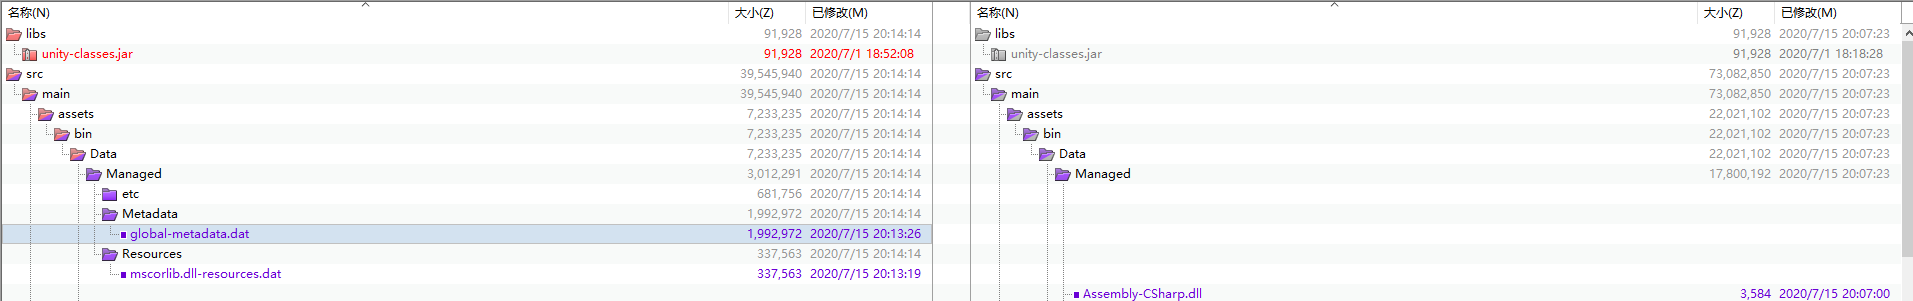 名称(N) 大小(Z) 已修改(M) 名称(N) 大小(Z) 已修改(M)
libs 91,928 2020/7/15 20:14:14 libs 91,928 2020/7/15 20:07:23
unity-classes.jar 91,928 2020/7/1 18:52:08 unity-classes.jar 91,928 2020/7/1 18:18:28
src 39,545,940 2020/7/15 20:14:14 src 73,082,850 2020/7/15 20:07:23
main 39,545,940 2020/7/15 20:14:14 main 73,082,850 2020/7/15 20:07:23
assets 7,233,235 2020/7/15 20:14:14 assets 22,021,102 2020/7/15 20:07:23
bin 7,233,235 2020/7/15 20:14:14 bin 22,021,102 2020/7/15 20:07:23
Data 7,233,235 2020/7/15 20:14:14 Data 22,021,102 2020/7/15 20:07:23
Managed 3,012,291 2020/7/15 20:14:14 Managed 17,800,192 2020/7/15 20:07:23
etc 681,756 2020/7/15 20:14:14
Metadata 1,992,972 2020/7/15 20:14:14
global-metadata.dat 1,992,972 2020/7/15 20:13:26
Resources 337,563 2020/7/15 20:14:14
mscorlib.dll-resources.dat 337,563 2020/7/15 20:13:19
Assembly-CSharp.dll 3,584 2020/7/15 20:07:00